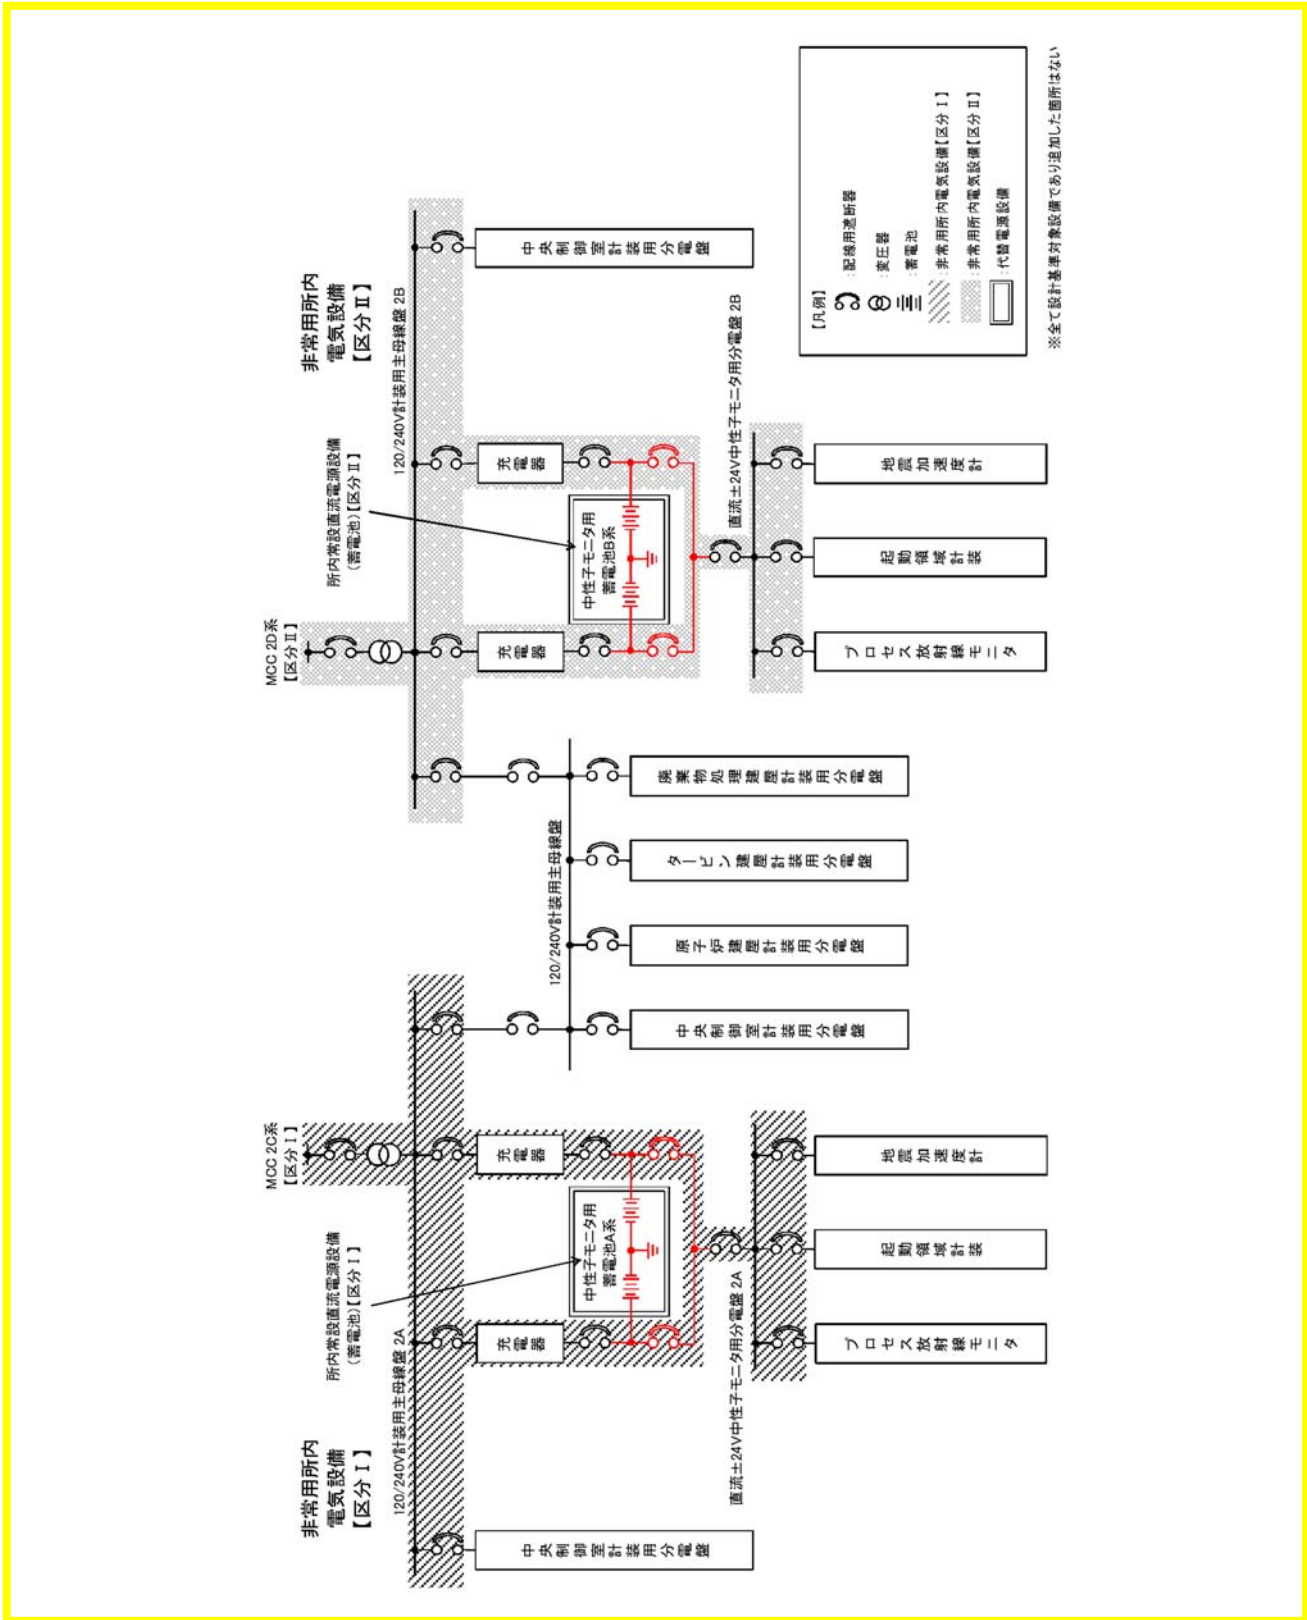 非常用所内
電気設備
【区分Ⅰ】
所内常設直流電源設備
(蓄電池)【区分Ⅰ】
MCC 2C系
【区分Ⅰ】
120/240V計装用主母線盤 2A
中央制御室計装用分電盤
充電器
充電器
中性子モニタ用
蓄電池A系
直流±24V中性子モニタ用分電盤 2A
プロセス放射線モニタ
起動領域計装
地震加速度計
120/240V計装用主母線盤
中央制御室計装用分電盤
原子炉建屋計装用分電盤
タービン建屋計装用分電盤
廃棄物処理建屋計装用分電盤
MCC 2D系
【区分Ⅱ】
所内常設直流電源設備
(蓄電池)【区分Ⅱ】
非常用所内
電気設備
【区分Ⅱ】
120/240V計装用主母線盤 2B
充電器
充電器
中央制御室計装用分電盤
中性子モニタ用
蓄電池B系
直流±24V中性子モニタ用分電盤 2B
プロセス放射線モニタ
起動領域計装
地震加速度計
【凡例】
:配線用遮断器
:変圧器
:蓄電池
:非常用所内電気設備【区分Ⅰ】
:非常用所内電気設備【区分Ⅱ】
:代替電源設備
※全て設計基準対象設備であり追加した箇所はない